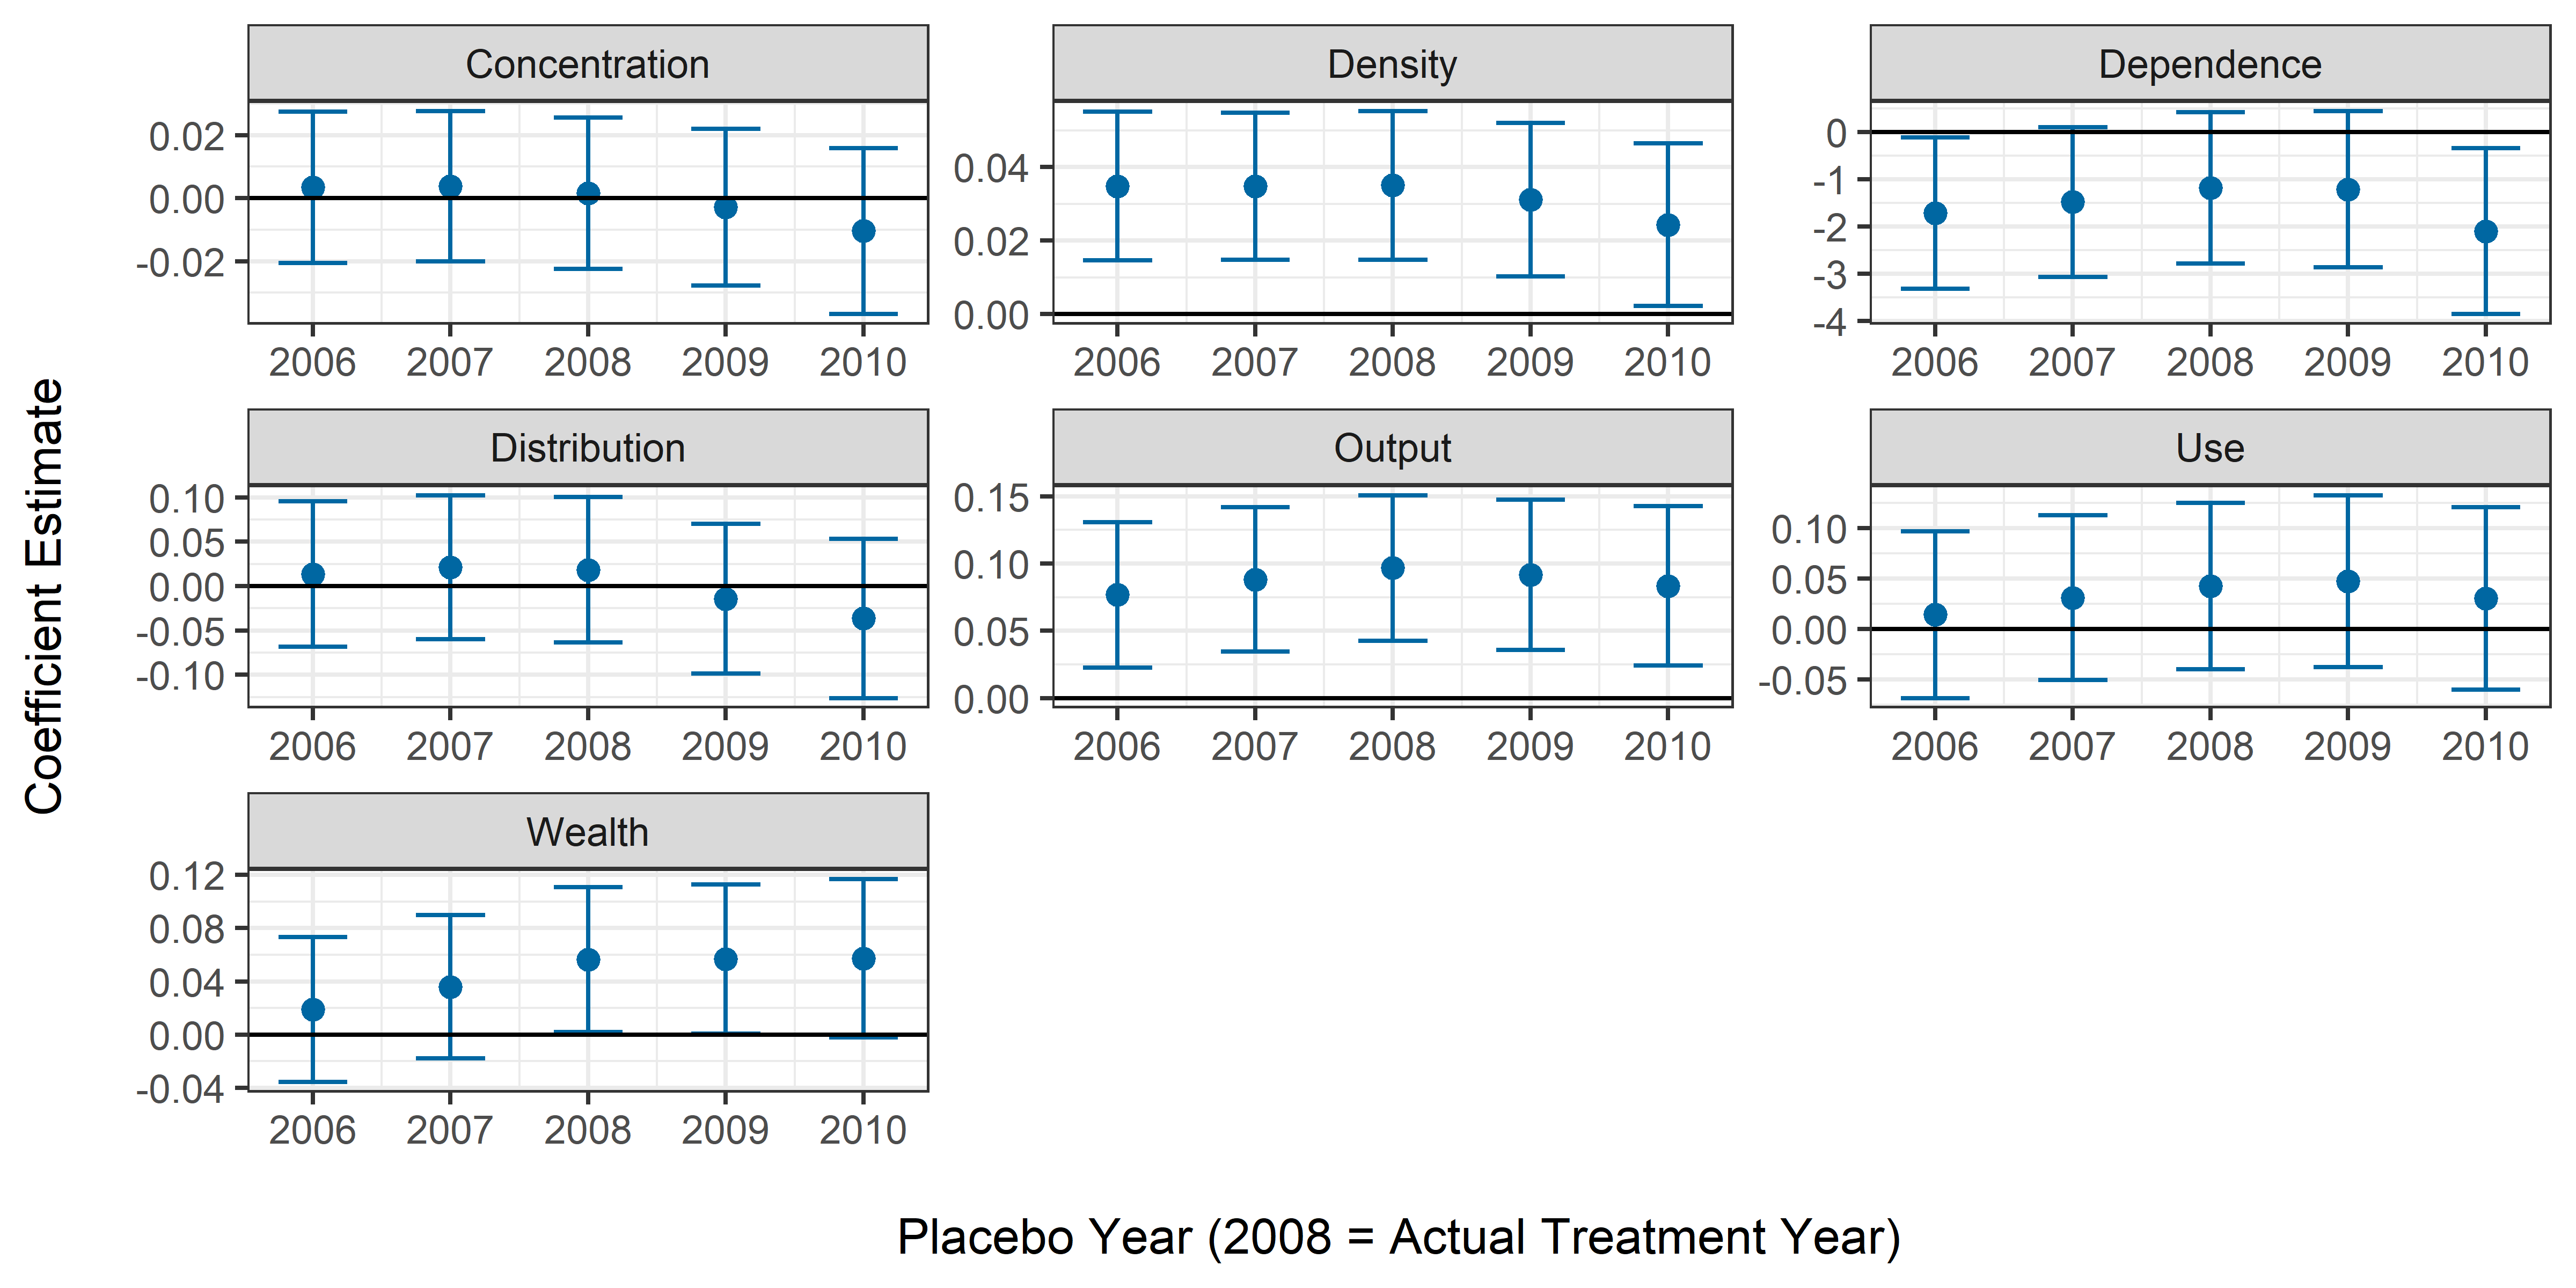 Coefficient Estimate
Concentration
0.02
0.00
-0.02
2006 2007 2008 2009 2010
Density
0.04
0.02
0.00
2006 2007 2008 2009 2010
Dependence
0
-1
-2
-3
-4
2006 2007 2008 2009 2010
Distribution
0.10
0.05
0.00
-0.05
-0.10
2006 2007 2008 2009 2010
Output
0.15
0.10
0.05
0.00
2006 2007 2008 2009 2010
Use
0.10
0.05
0.00
-0.05
2006 2007 2008 2009 2010
Wealth
0.12
0.08
0.04
0.00
-0.04
2006 2007 2008 2009 2010
Placebo Year (2008 = Actual Treatment Year)